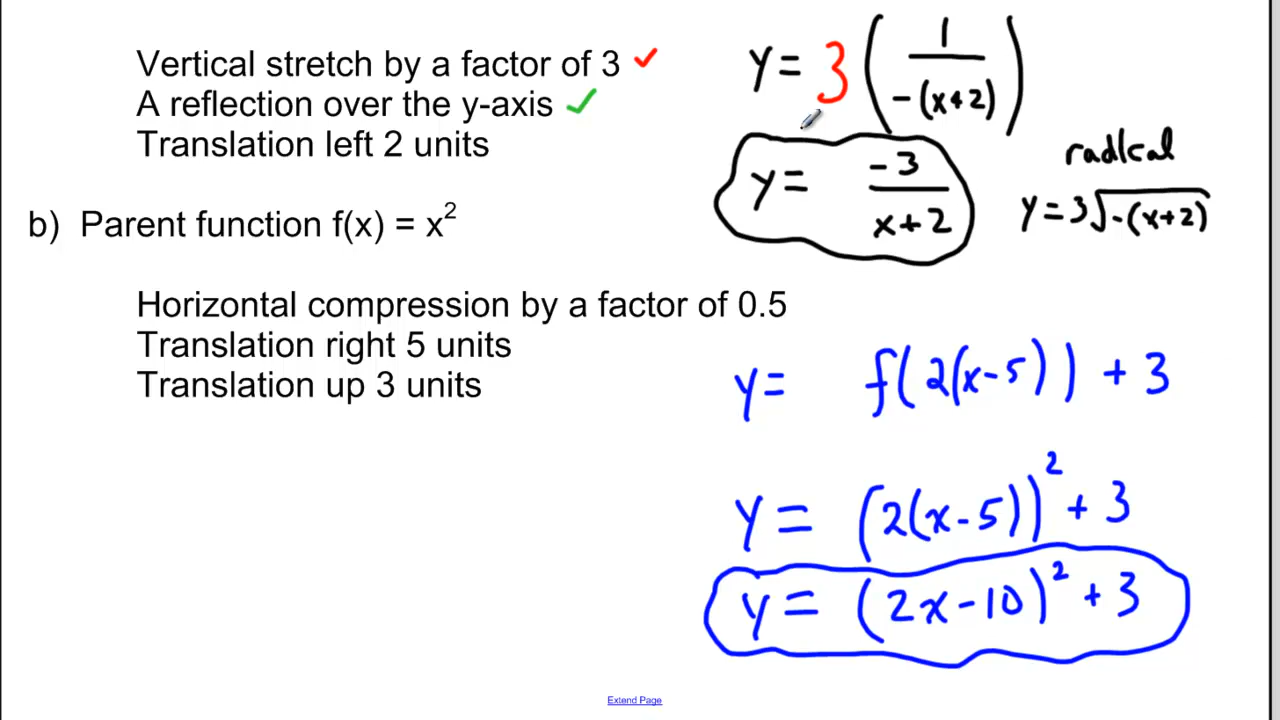 Vertical stretch by a factor of 3 ✓
A reflection over the y-axis ✓
Translation left 2 units
y = 3 ( 1 / -(x+2) )
y = -3 / x+2
radical
y = 3√-(x+2)
b) Parent function f(x) = x²
Horizontal compression by a factor of 0.5
Translation right 5 units
Translation up 3 units
y = f(2(x-5)) + 3
y = (2(x-5))² + 3
y = (2x-10)² + 3
Extend Page